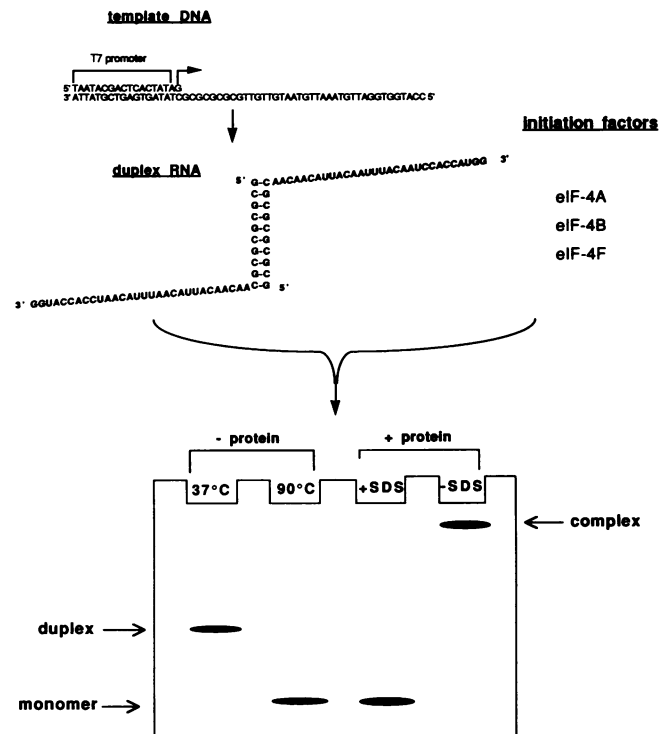 template DNA
T7 promoter
5' TAATACGACTCACTATAG
3' ATTATGCTGAGTGATATCGCGCGCGCGTTGTTGTAATGTTAAATGTTAGGTGGTACC 5'
initiation factors
duplex RNA
5' G-C AACAACAUUACAAUUUACAAUCCACCAUGG 3'
C-G
G-C
C-G
G-C
C-G
G-C
C-G
G-C
3' GGUACCACCUAACAUUUAACAUUACAACAA C-G 5'
eIF-4A
eIF-4B
eIF-4F
- protein
+ protein
37°C
90°C
+SDS
-SDS
complex
duplex
monomer